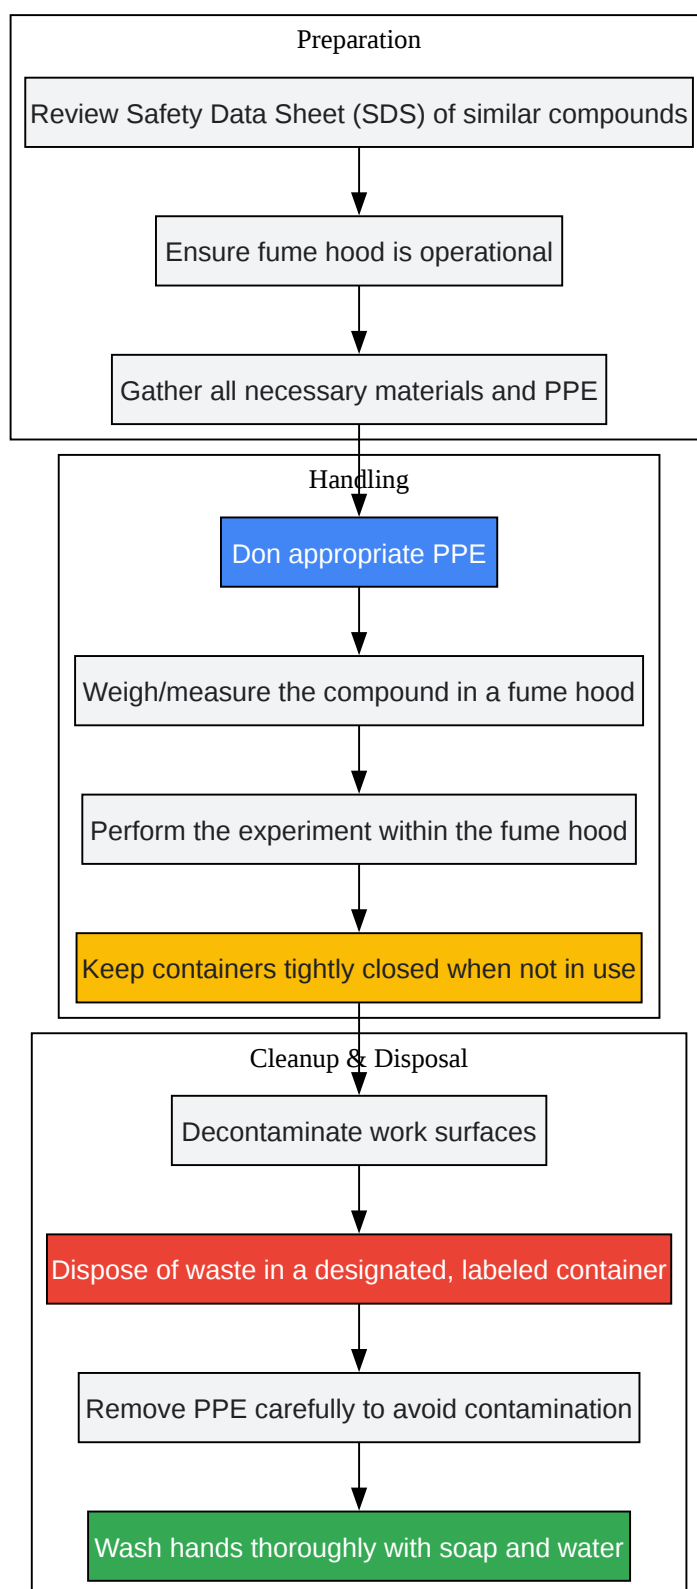 Preparation
Review Safety Data Sheet (SDS) of similar compounds
Ensure fume hood is operational
Gather all necessary materials and PPE
Handling
Don appropriate PPE
Weigh/measure the compound in a fume hood
Perform the experiment within the fume hood
Keep containers tightly closed when not in use
Cleanup & Disposal
Decontaminate work surfaces
Dispose of waste in a designated, labeled container
Remove PPE carefully to avoid contamination
Wash hands thoroughly with soap and water